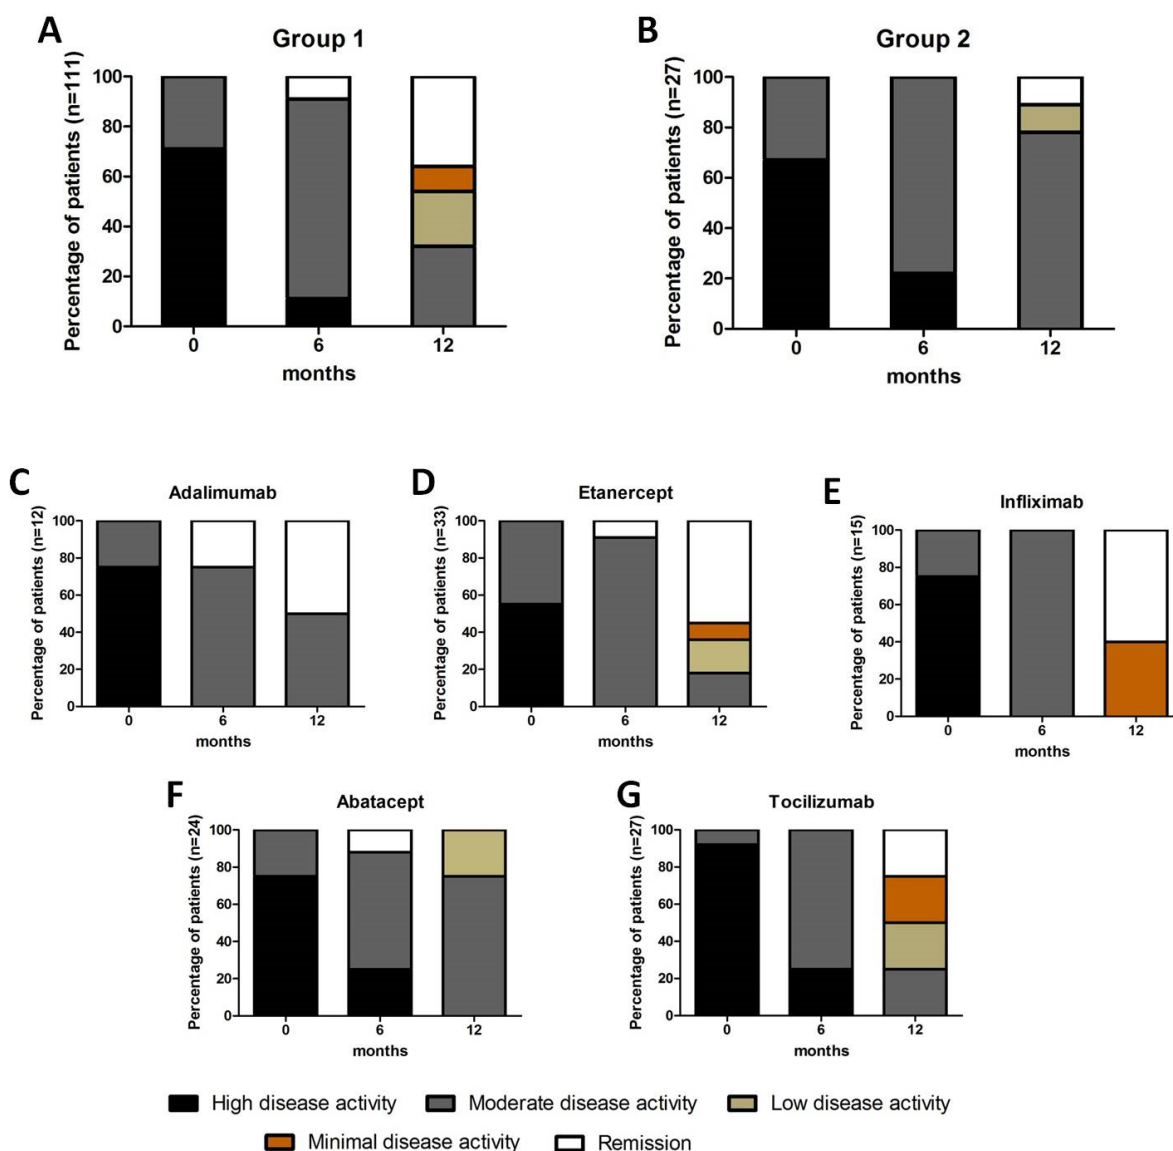 A
Group 1
Percentage of patients (n=111)
100
80
60
40
20
0
0 6 12
months
B
Group 2
Percentage of patients (n=27)
100
80
60
40
20
0
0 6 12
months
C
Adalimumab
Percentage of patients (n=12)
100
80
60
40
20
0
0 6 12
months
D
Etanercept
Percentage of patients (n=33)
100
80
60
40
20
0
0 6 12
months
E
Infliximab
Percentage of patients (n=15)
100
80
60
40
20
0
0 6 12
months
F
Abatacept
Percentage of patients (n=24)
100
80
60
40
20
0
0 6 12
months
G
Tocilizumab
Percentage of patients (n=27)
100
80
60
40
20
0
0 6 12
months
High disease activity Moderate disease activity Low disease activity
Minimal disease activity Remission